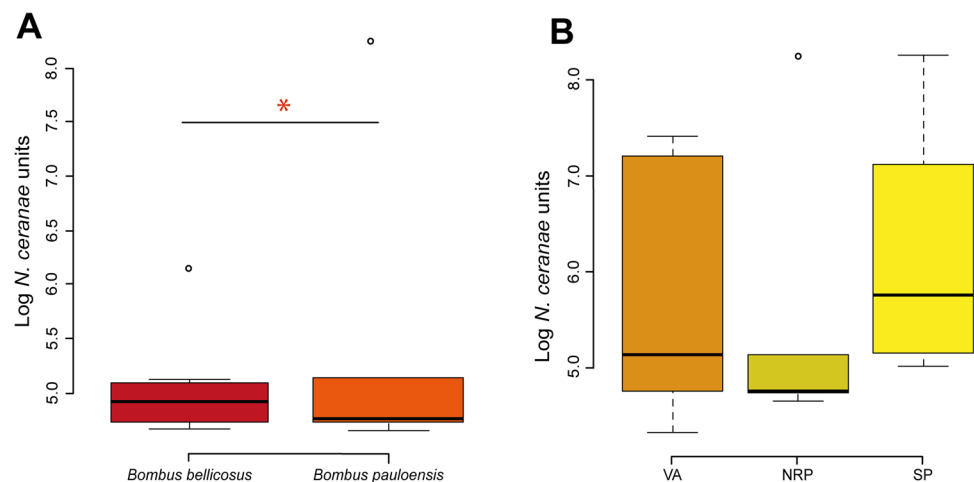 A
Log N. ceranae units
8.0
7.5
7.0
6.5
6.0
5.5
5.0
*
Bombus bellicosus
Bombus pauloensis
B
Log N. ceranae units
8.0
7.0
6.0
5.0
VA
NRP
SP